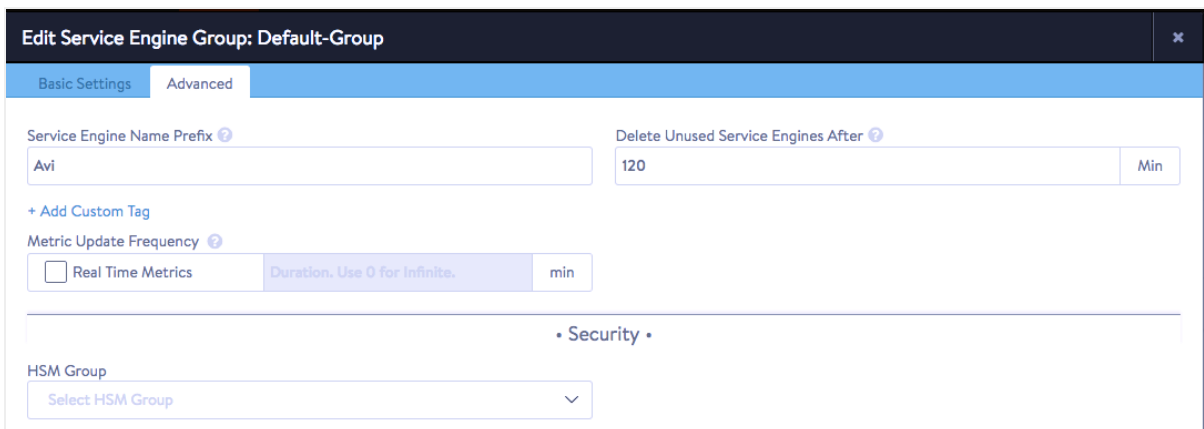 Edit Service Engine Group: Default-Group
Basic Settings Advanced
Service Engine Name Prefix ? Delete Unused Service Engines After ?
Avi 120 Min
+ Add Custom Tag
Metric Update Frequency ?
Real Time Metrics Duration. Use 0 for Infinite. min
• Security •
HSM Group
Select HSM Group